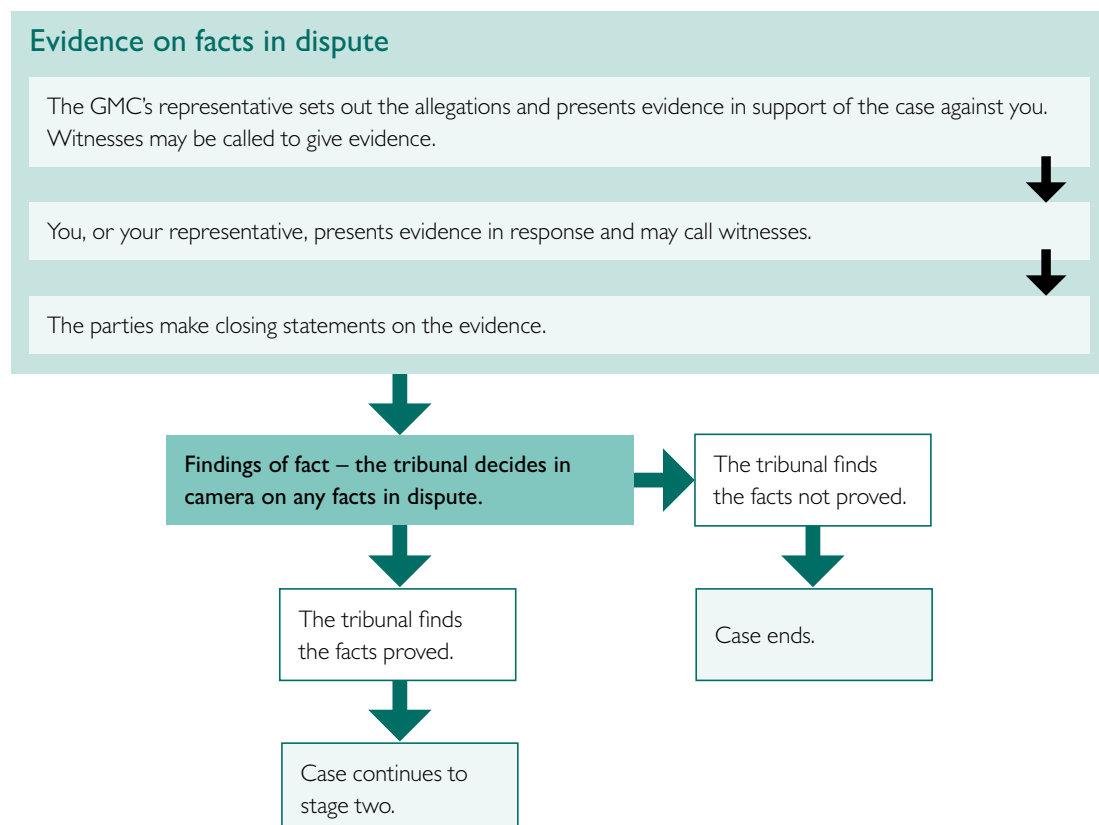 Evidence on facts in dispute
The GMC’s representative sets out the allegations and presents evidence in support of the case against you.
Witnesses may be called to give evidence.
You, or your representative, presents evidence in response and may call witnesses.
The parties make closing statements on the evidence.
Findings of fact – the tribunal decides in
camera on any facts in dispute.
The tribunal finds
the facts not proved.
The tribunal finds
the facts proved.
Case ends.
Case continues to
stage two.